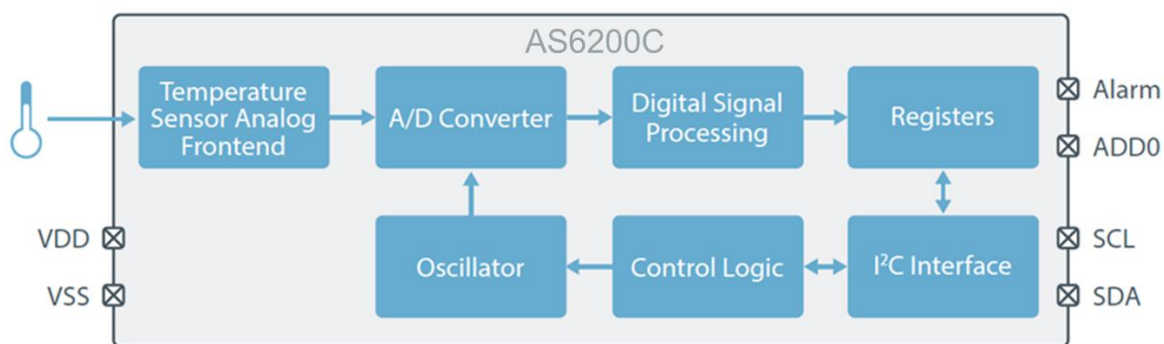 AS6200C
Temperature
Sensor Analog
Frontend
A/D Converter
Digital Signal
Processing
Registers
Alarm
ADD0
VDD
VSS
Oscillator
Control Logic
I²C Interface
SCL
SDA